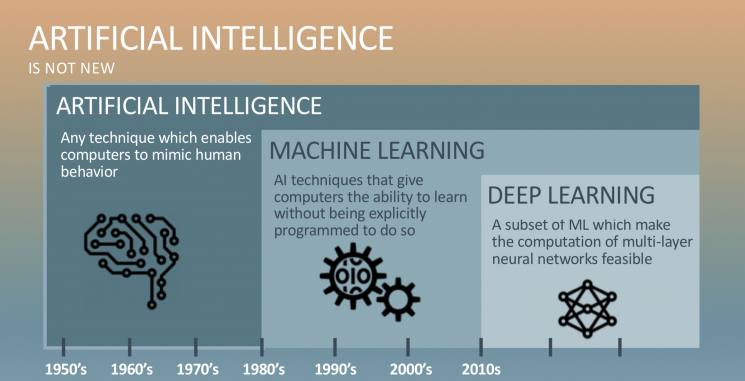 ARTIFICIAL INTELLIGENCE
IS NOT NEW
ARTIFICIAL INTELLIGENCE
Any technique which enables
computers to mimic human
behavior
MACHINE LEARNING
AI techniques that give
computers the ability to learn
without being explicitly
programmed to do so
DEEP LEARNING
A subset of ML which make
the computation of multi-layer
neural networks feasible
1950's 1960's 1970's 1980's 1990's 2000's 2010s